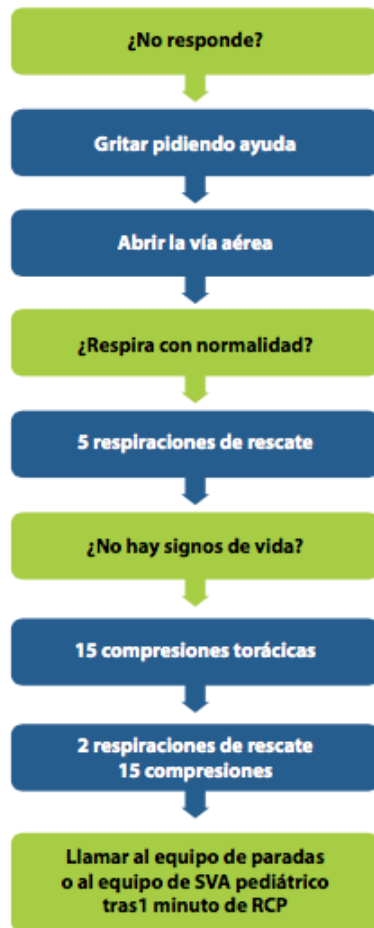 ¿No responde?
Gritar pidiendo ayuda
Abrir la vía aérea
¿Respira con normalidad?
5 respiraciones de rescate
¿No hay signos de vida?
15 compresiones torácicas
2 respiraciones de rescate
15 compresiones
Llamar al equipo de paradas
o al equipo de SVA pediátrico
tras1 minuto de RCP